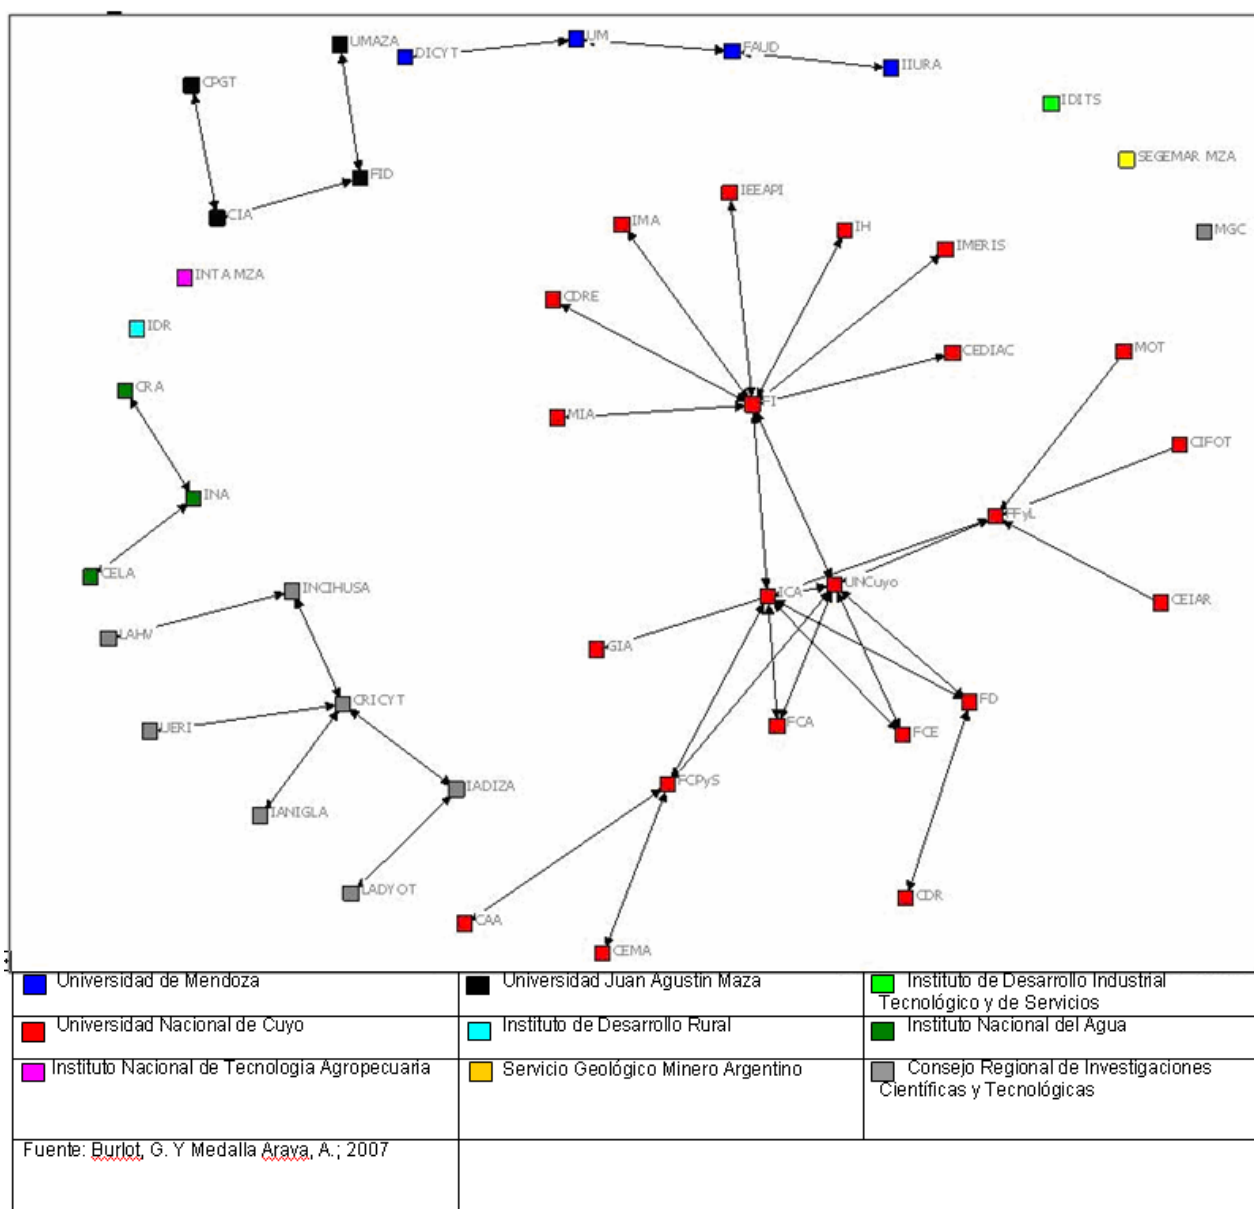 UMAZA
DICYT
UM
FAUD
IIURA
CPGT
IDITS
SEGEMAR MZA
FID
IEEAPI
CIA
IMA
IH
MGC
IMERIS
INTA MZA
CDRE
IDR
CEDIAC
MOT
CRA
FI
MIA
CIFOT
INA
FFyL
CELA
INCIHUSA
ICA
UNCuyo
CEIAR
LAHV
GIA
CRICYT
FD
UERI
FCA
FCE
FCPyS
IADIZA
IANIGLA
LADYOT
CDR
CAA
CEMA
Universidad de Mendoza
Universidad Juan Agustin Maza
Instituto de Desarrollo Industrial
Tecnológico y de Servicios
Universidad Nacional de Cuyo
Instituto de Desarrollo Rural
Instituto Nacional del Agua
Instituto Nacional de Tecnologia Agropecuaria
Servicio Geológico Minero Argentino
Consejo Regional de Investigaciones
Científicas y Tecnológicas
Fuente: Burlot, G. Y Medalla Arava, A.; 2007